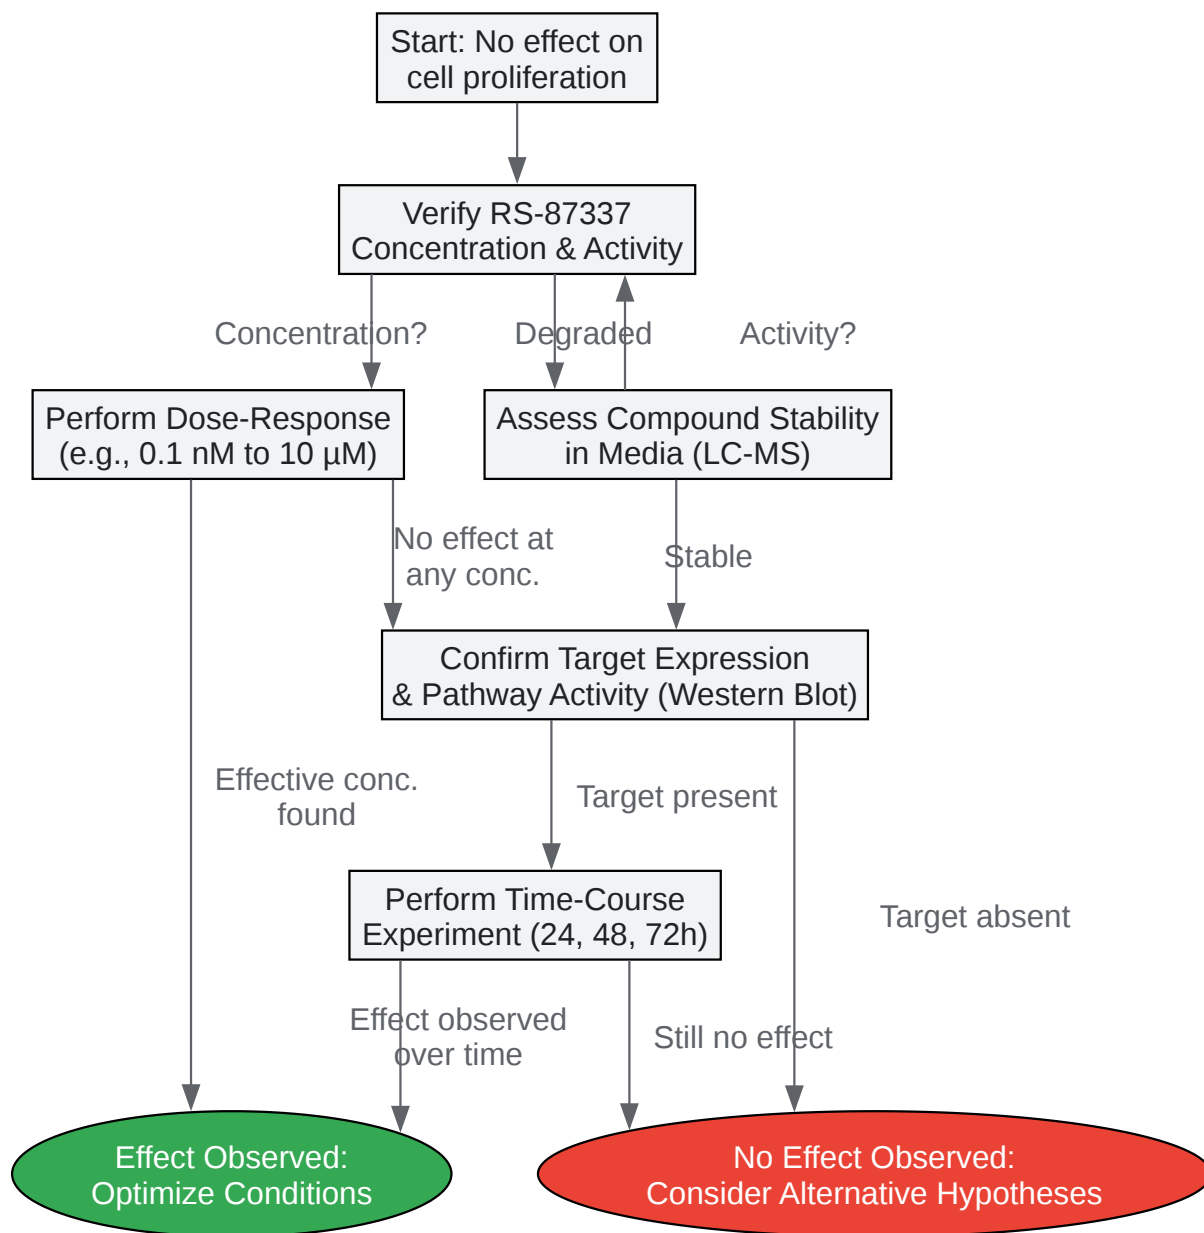 Start: No effect on
cell proliferation
Verify RS-87337
Concentration & Activity
Concentration?
Degraded
Activity?
Perform Dose-Response
(e.g., 0.1 nM to 10 µM)
Assess Compound Stability
in Media (LC-MS)
No effect at
any conc.
Stable
Confirm Target Expression
& Pathway Activity (Western Blot)
Effective conc.
found
Target present
Perform Time-Course
Experiment (24, 48, 72h)
Target absent
Effect observed
over time
Still no effect
Effect Observed:
Optimize Conditions
No Effect Observed:
Consider Alternative Hypotheses